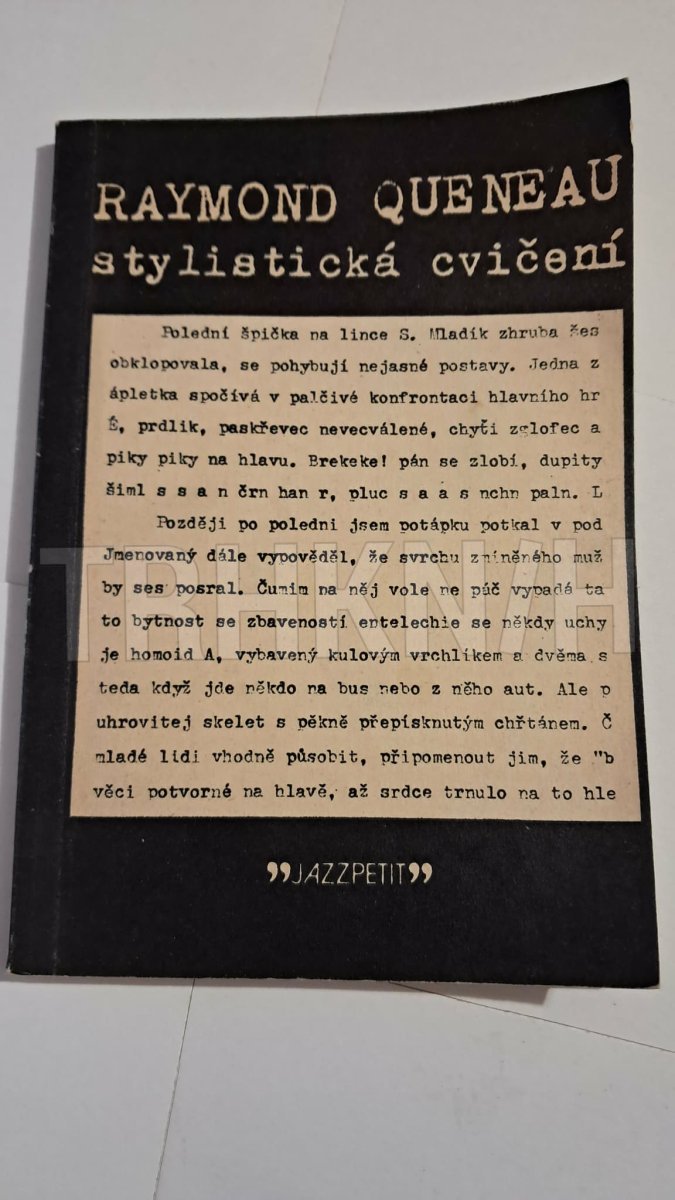 RAYMOND QUENEAU
stylistická cvičení
Polední špička na lince S. Mladík zhruba šes
obklopovala, se pohybují nejasné postavy. Jedna z
ápletka spočívá v palčivé konfrontaci hlavního hr
É, prdlik, paskřevec nevecválené, chytí zglofec a
piky piky na hlavu. Brekeke! pán se zlobí, dupity
šiml s s a n črn han r, pluc s a a s nchn paln. L
Později po poledni jsem potápku potkal v pod
Jmenovaný dále vypověděl, že svrchu zmíněného muž
by ses posral. Čumim na něj vole ne páč vypadá ta
to bytnost se zbaveností entelechie se někdy uchy
je homoid A, vybavený kulovým vrchlíkem a dvěma s
teda když jde někdo na bus nebo z něho aut. Ale p
uhrovitej skelet s pěkně přepísknutým chřtánem. Č
mladé lidi vhodně působit, připomenout jim, že "b
věci potvorné na hlavě, až srdce trnulo na to hle
"JAZZPETIT"